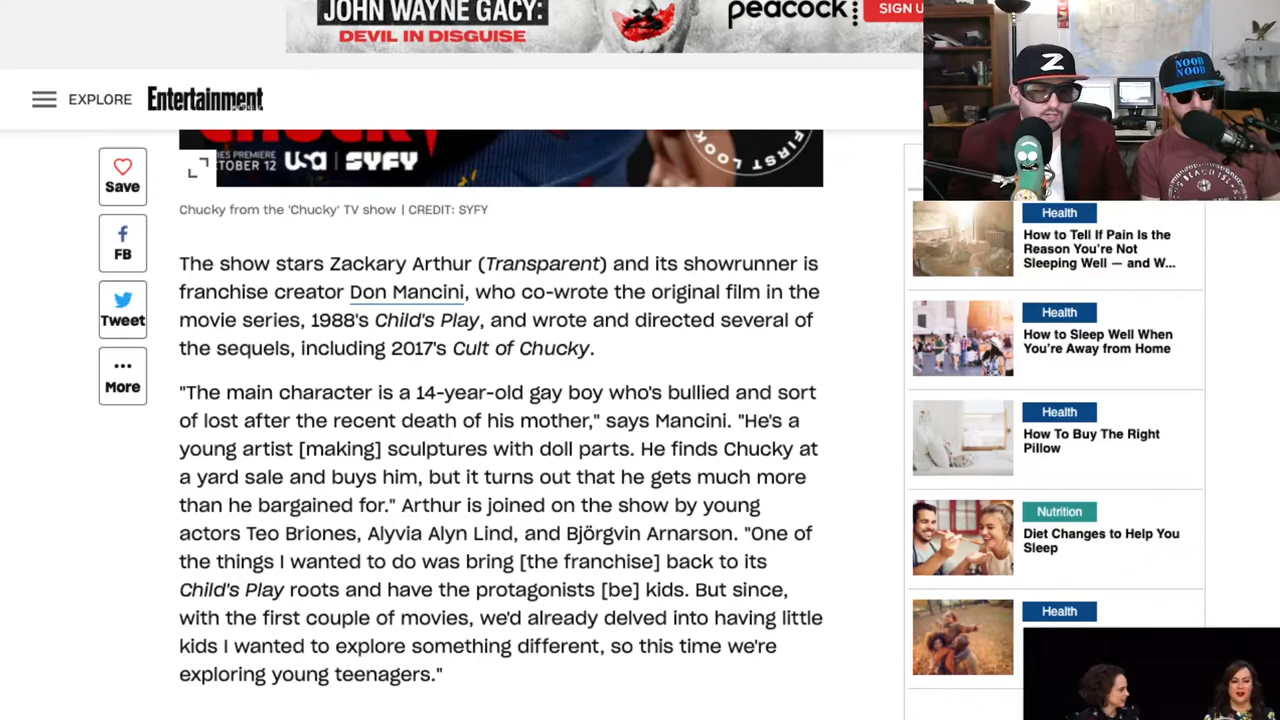 JOHN WAYNE GACY:
DEVIL IN DISGUISE
peacock
SIGN U
EXPLORE
Entertainment
CHUCKY
IES PREMIERE
TOBER 12
USA | SYFY
FIRST LOOK
Z
NOOB
NOOB
Save
FB
Tweet
More
Chucky from the 'Chucky' TV show | CREDIT: SYFY
The show stars Zackary Arthur (Transparent) and its showrunner is
franchise creator Don Mancini, who co-wrote the original film in the
movie series, 1988's Child's Play, and wrote and directed several of
the sequels, including 2017's Cult of Chucky.
"The main character is a 14-year-old gay boy who's bullied and sort
of lost after the recent death of his mother," says Mancini. "He's a
young artist [making] sculptures with doll parts. He finds Chucky at
a yard sale and buys him, but it turns out that he gets much more
than he bargained for." Arthur is joined on the show by young
actors Teo Briones, Alyvia Alyn Lind, and Björgvin Arnarson. "One of
the things I wanted to do was bring [the franchise] back to its
Child's Play roots and have the protagonists [be] kids. But since,
with the first couple of movies, we'd already delved into having little
kids I wanted to explore something different, so this time we're
exploring young teenagers."
Health
How to Tell If Pain Is the
Reason You're Not
Sleeping Well — and W...
Health
How to Sleep Well When
You're Away from Home
Health
How To Buy The Right
Pillow
Nutrition
Diet Changes to Help You
Sleep
Health